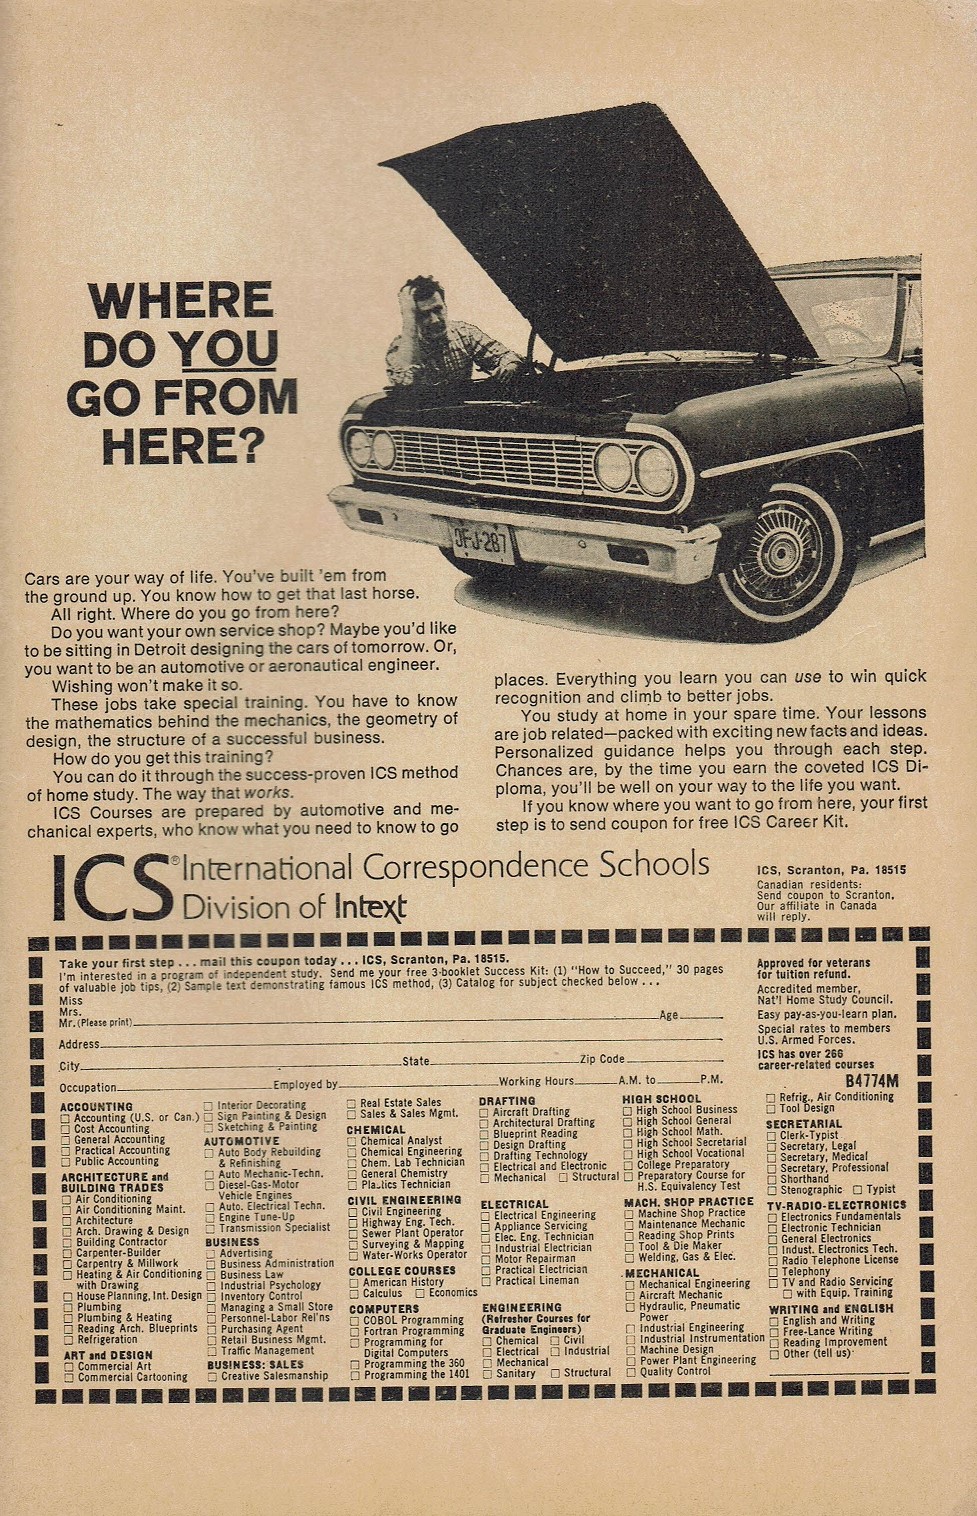 WHERE
DO YOU
GO FROM
HERE?
Cars are your way of life. You've built 'em from
the ground up. You know how to get that last horse.
All right. Where do you go from here?
Do you want your own service shop? Maybe you'd like
to be sitting in Detroit designing the cars of tomorrow. Or,
you want to be an automotive or aeronautical engineer.
Wishing won't make it so.
These jobs take special training. You have to know
the mathematics behind the mechanics, the geometry of
design, the structure of a successful business.
How do you get this training?
You can do it through the success-proven ICS method
of home study. The way that works.
ICS Courses are prepared by automotive and me-
chanical experts, who know what you need to know to go
places. Everything you learn you can use to win quick
recognition and climb to better jobs.
You study at home in your spare time. Your lessons
are job related—packed with exciting new facts and ideas.
Personalized guidance helps you through each step.
Chances are, by the time you earn the coveted ICS Di-
ploma, you'll be well on your way to the life you want.
If you know where you want to go from here, your first
step is to send coupon for free ICS Career Kit.
ICS® International Correspondence Schools
Division of Intext
ICS, Scranton, Pa. 18515
Canadian residents:
Send coupon to Scranton.
Our affiliate in Canada
will reply.
Take your first step . . . mail this coupon today . . . ICS, Scranton, Pa. 18515.
I'm interested in a program of independent study. Send me your free 3-booklet Success Kit: (1) "How to Succeed," 30 pages
of valuable job tips, (2) Sample text demonstrating famous ICS method, (3) Catalog for subject checked below . . .
Miss
Mrs.
Mr. (Please print) Age
Address
City State Zip Code
Occupation Employed by Working Hours A.M. to P.M.
Approved for veterans
for tuition refund.
Accredited member,
Nat'l Home Study Council.
Easy pay-as-you-learn plan.
Special rates to members
U.S. Armed Forces.
ICS has over 266
career-related courses
B4774M
ACCOUNTING
Accounting (U.S. or Can.)
Cost Accounting
General Accounting
Practical Accounting
Public Accounting
ARCHITECTURE and
BUILDING TRADES
Air Conditioning
Air Conditioning Maint.
Architecture
Arch. Drawing & Design
Building Contractor
Carpenter-Builder
Carpentry & Millwork
Heating & Air Conditioning
with Drawing
House Planning, Int. Design
Plumbing
Plumbing & Heating
Reading Arch. Blueprints
Refrigeration
ART and DESIGN
Commercial Art
Commercial Cartooning
Interior Decorating
Sign Painting & Design
Sketching & Painting
AUTOMOTIVE
Auto Body Rebuilding
& Refinishing
Auto Mechanic-Techn.
Diesel-Gas-Motor
Vehicle Engines
Auto. Electrical Techn.
Engine Tune-Up
Transmission Specialist
BUSINESS
Advertising
Business Administration
Business Law
Industrial Psychology
Inventory Control
Managing a Small Store
Personnel-Labor Rel'ns
Purchasing Agent
Retail Business Mgmt.
Traffic Management
BUSINESS: SALES
Creative Salesmanship
Real Estate Sales
Sales & Sales Mgmt.
CHEMICAL
Chemical Analyst
Chemical Engineering
Chem. Lab Technician
General Chemistry
Plastics Technician
CIVIL ENGINEERING
Civil Engineering
Highway Eng. Tech.
Sewer Plant Operator
Surveying & Mapping
Water-Works Operator
COLLEGE COURSES
American History
Calculus Economics
COMPUTERS
COBOL Programming
Fortran Programming
Programming for
Digital Computers
Programming the 360
Programming the 1401
DRAFTING
Aircraft Drafting
Architectural Drafting
Blueprint Reading
Design Drafting
Drafting Technology
Electrical and Electronic
Mechanical Structural
ELECTRICAL
Electrical Engineering
Appliance Servicing
Elec. Eng. Technician
Industrial Electrician
Motor Repairman
Practical Electrician
Practical Lineman
ENGINEERING
(Refresher Courses for
Graduate Engineers)
Chemical Civil
Electrical Industrial
Mechanical
Sanitary Structural
HIGH SCHOOL
High School Business
High School General
High School Math.
High School Secretarial
High School Vocational
College Preparatory
Preparatory Course for
H.S. Equivalency Test
MACH. SHOP PRACTICE
Machine Shop Practice
Maintenance Mechanic
Reading Shop Prints
Tool & Die Maker
Welding, Gas & Elec.
MECHANICAL
Mechanical Engineering
Aircraft Mechanic
Hydraulic, Pneumatic
Power
Industrial Engineering
Industrial Instrumentation
Machine Design
Power Plant Engineering
Quality Control
Refrig., Air Conditioning
Tool Design
SECRETARIAL
Clerk-Typist
Secretary, Legal
Secretary, Medical
Secretary, Professional
Shorthand
Stenographic Typist
TV-RADIO-ELECTRONICS
Electronics Fundamentals
Electronic Technician
General Electronics
Indust. Electronics Tech.
Radio Telephone License
Telephony
TV and Radio Servicing
with Equip. Training
WRITING and ENGLISH
English and Writing
Free-Lance Writing
Reading Improvement
Other (tell us)